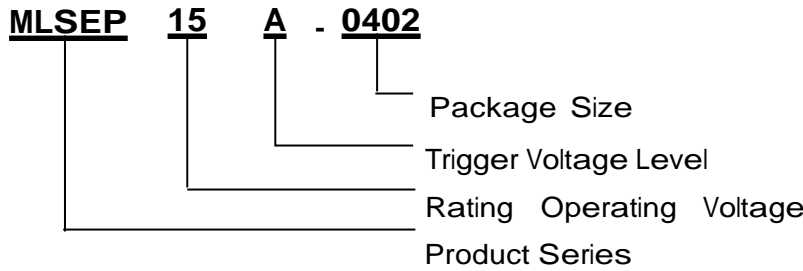 MLSEP 15 A - 0402
Package Size
Trigger Voltage Level
Rating Operating Voltage
Product Series